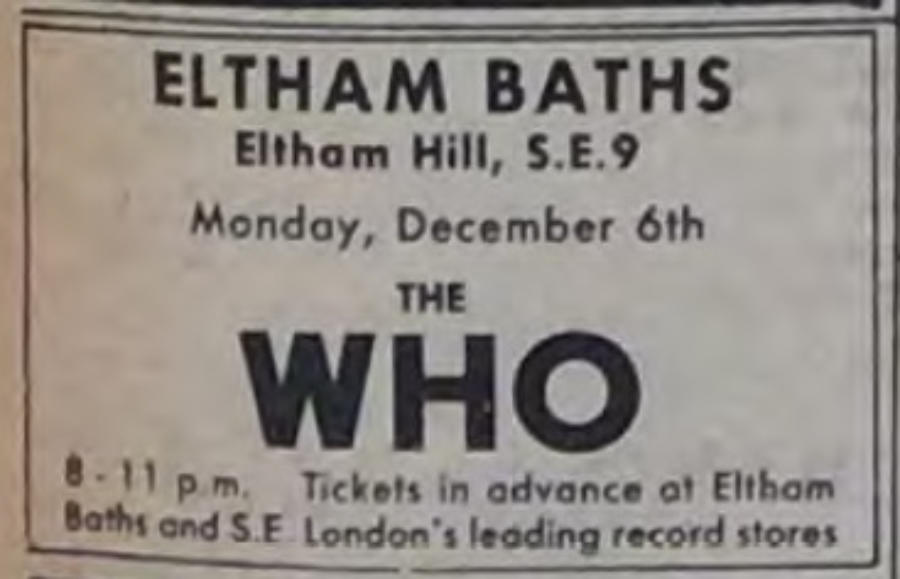 ELTHAM BATHS
Eltham Hill, S.E.9
Monday, December 6th
THE
WHO
8 - 11 p.m. Tickets in advance at Eltham
Baths and S.E. London's leading record stores